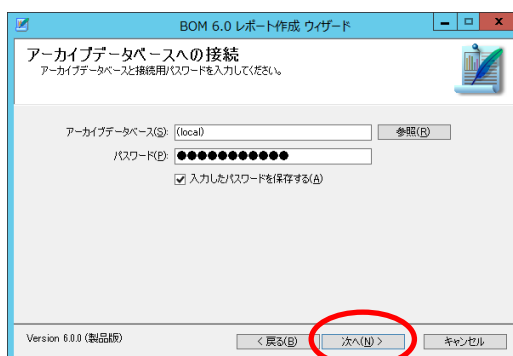 BOM 6.0 レポート作成 ウィザード
アーカイブデータベースへの接続
アーカイブデータベースと接続用パスワードを入力してください。
アーカイブデータベース(S): (local) 参照(R)
パスワード(P): ●●●●●●●●●●●
入力したパスワードを保存する(A)
Version 6.0.0 (製品版) < 戻る(B) 次へ(N) > キャンセル